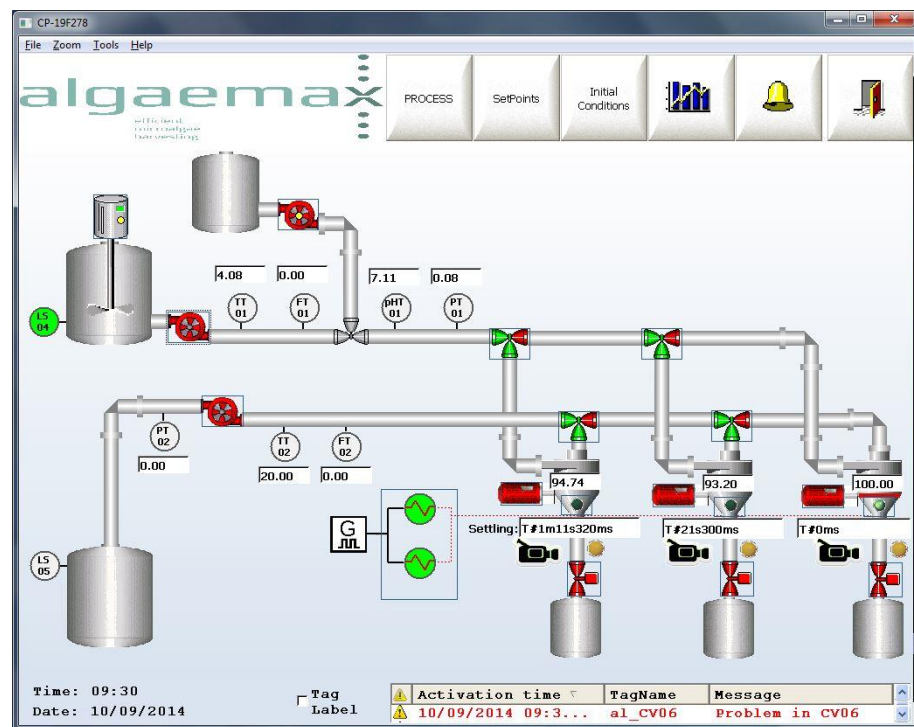 CP-19F278
File Zoom Tools Help
algaemax
efficient
microalgae
harvesting
PROCESS
SetPoints
Initial
Conditions
4.08
0.00
7.11
0.08
TT
01
FT
01
pHT
01
PT
01
LS
04
PT
02
0.00
TT
02
20.00
FT
02
0.00
94.74
93.20
100.00
G
Settling:
T#1m11s320ms
T#21s300ms
T#0ms
LS
05
Time: 09:30
Date: 10/09/2014
Tag
Label
Activation time TagName Message
10/09/2014 09:3... al_CV06 Problem in CV06